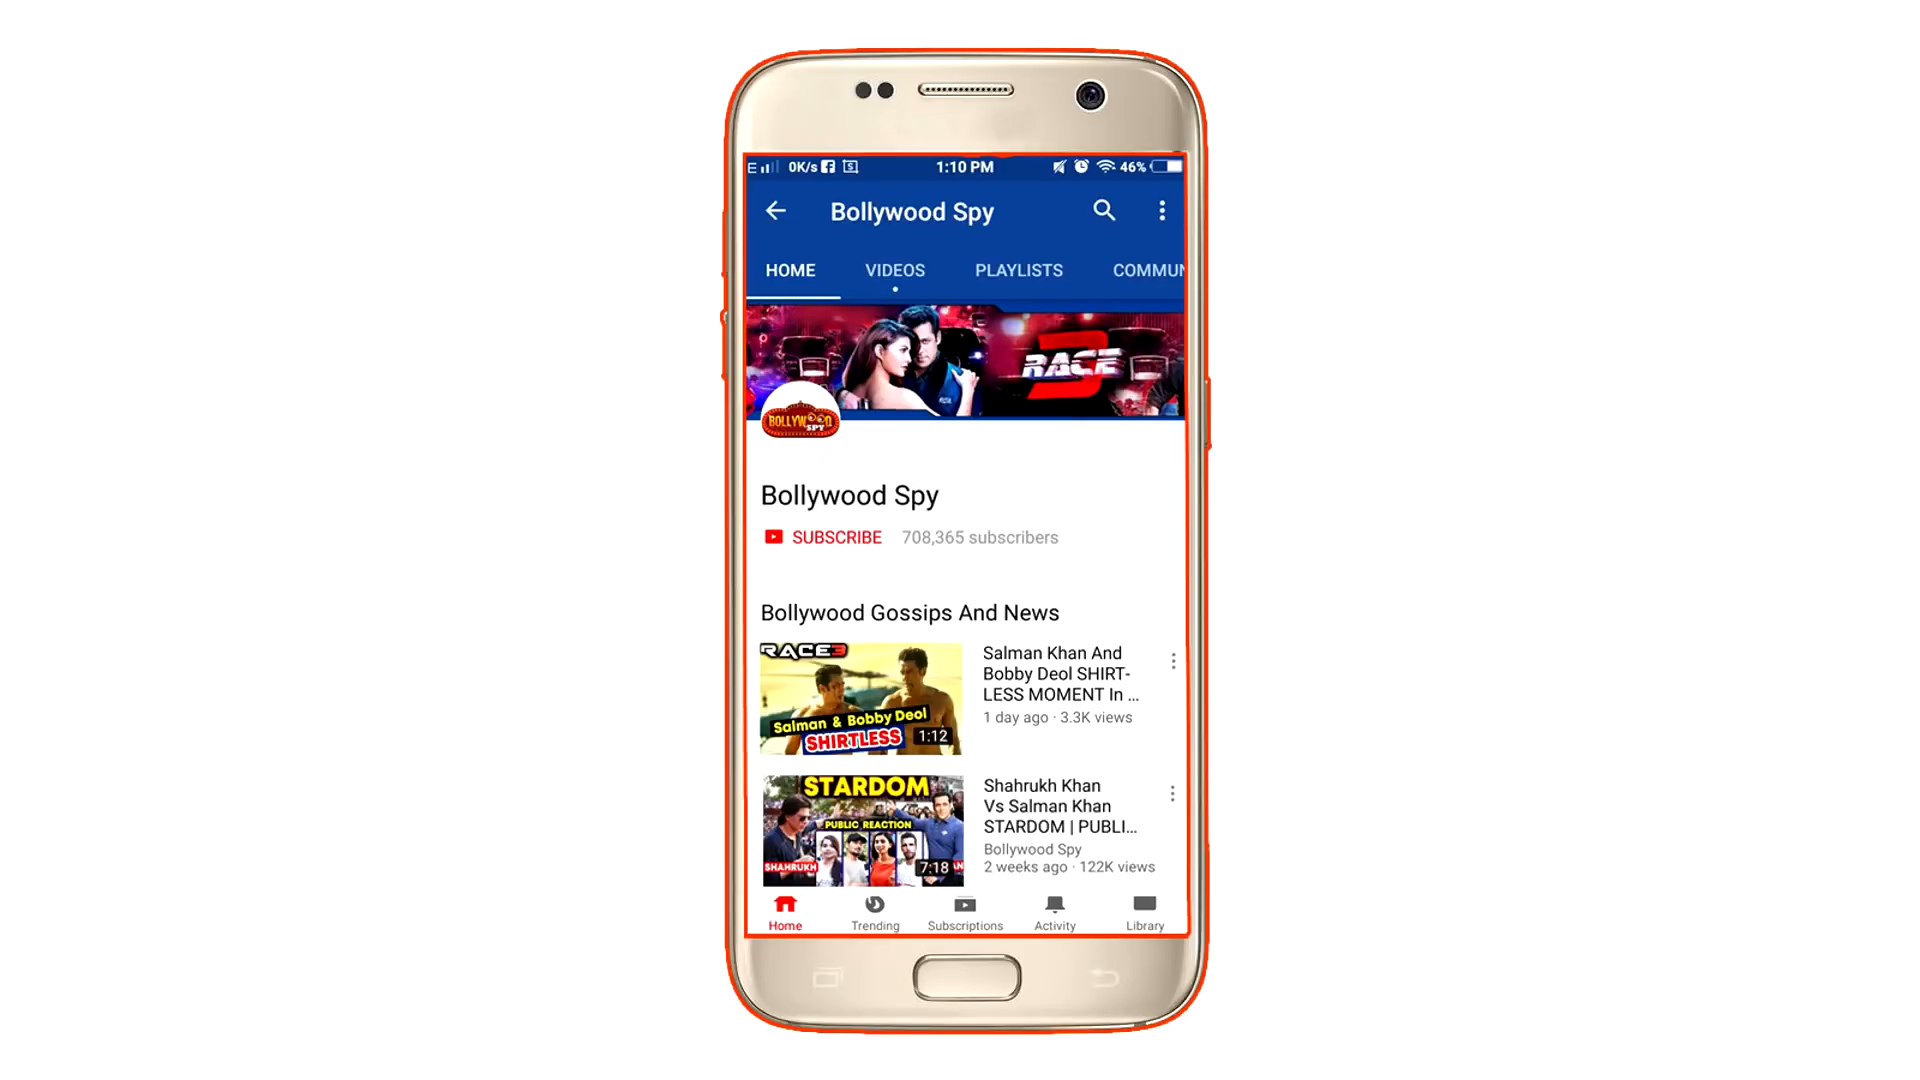 E 0K/s 1:10 PM 46%
Bollywood Spy
HOME VIDEOS PLAYLISTS COMMUN
RACE 3
BOLLYWOOD
SPY
Bollywood Spy
SUBSCRIBE 708,365 subscribers
Bollywood Gossips And News
RACE3
Salman & Bobby Deol
SHIRTLESS
1:12
Salman Khan And
Bobby Deol SHIRT-
LESS MOMENT In ...
1 day ago · 3.3K views
STARDOM
PUBLIC REACTION
SHAHRUKH
7:18
Shahrukh Khan
Vs Salman Khan
STARDOM | PUBLI...
Bollywood Spy
2 weeks ago · 122K views
Home Trending Subscriptions Activity Library